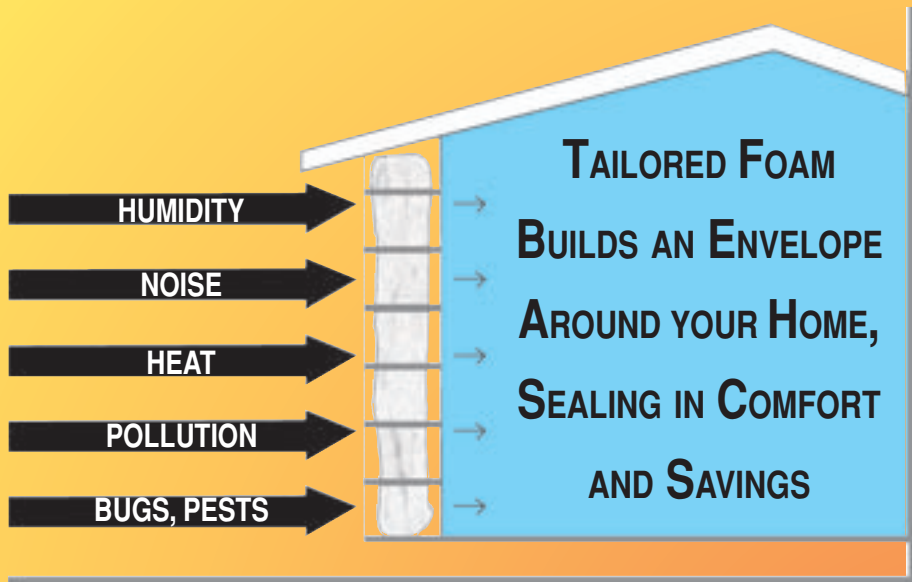 HUMIDITY
NOISE
HEAT
POLLUTION
BUGS, PESTS
TAILORED FOAM
BUILDS AN ENVELOPE
AROUND YOUR HOME,
SEALING IN COMFORT
AND SAVINGS